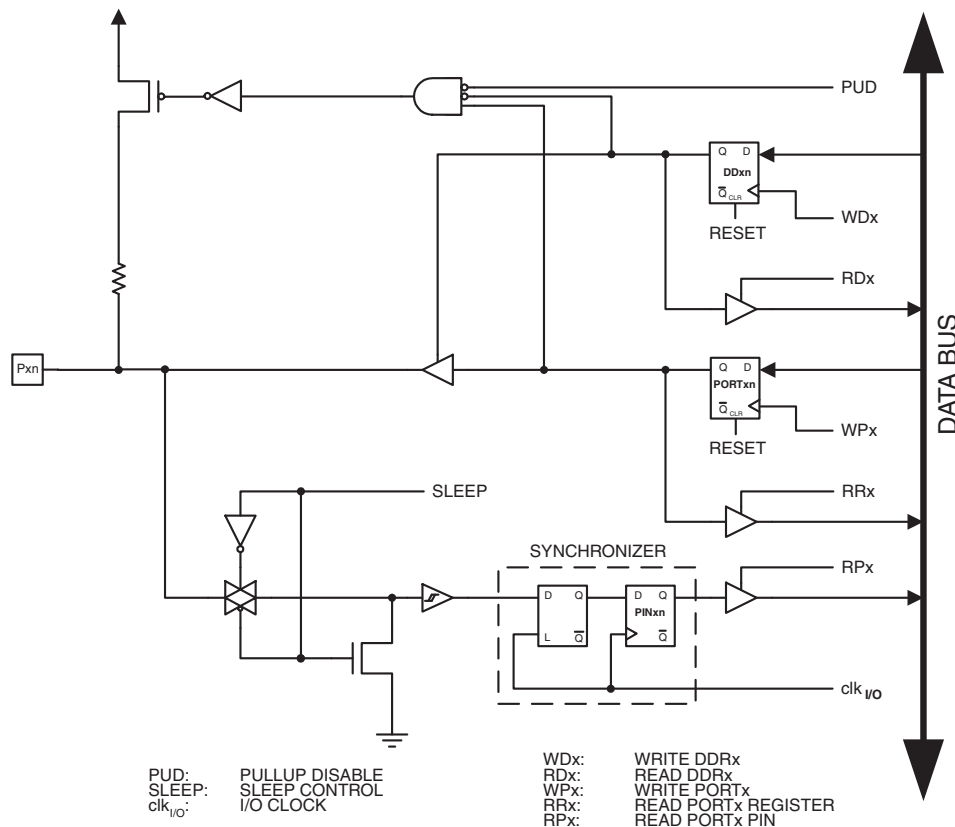 PUD
Q D
DDxn
Q CLR
WDx
RESET
RDx
DATA BUS
Pxn
Q D
PORTxn
Q CLR
WPx
RESET
SLEEP
RRx
SYNCHRONIZER
RPx
D Q
L Q
D Q
PINxn
Q
clk I/O
PUD: PULLUP DISABLE
SLEEP: SLEEP CONTROL
clk I/O: I/O CLOCK
WDx: WRITE DDRx
RDx: READ DDRx
WPx: WRITE PORTx
RRx: READ PORTx REGISTER
RPx: READ PORTx PIN